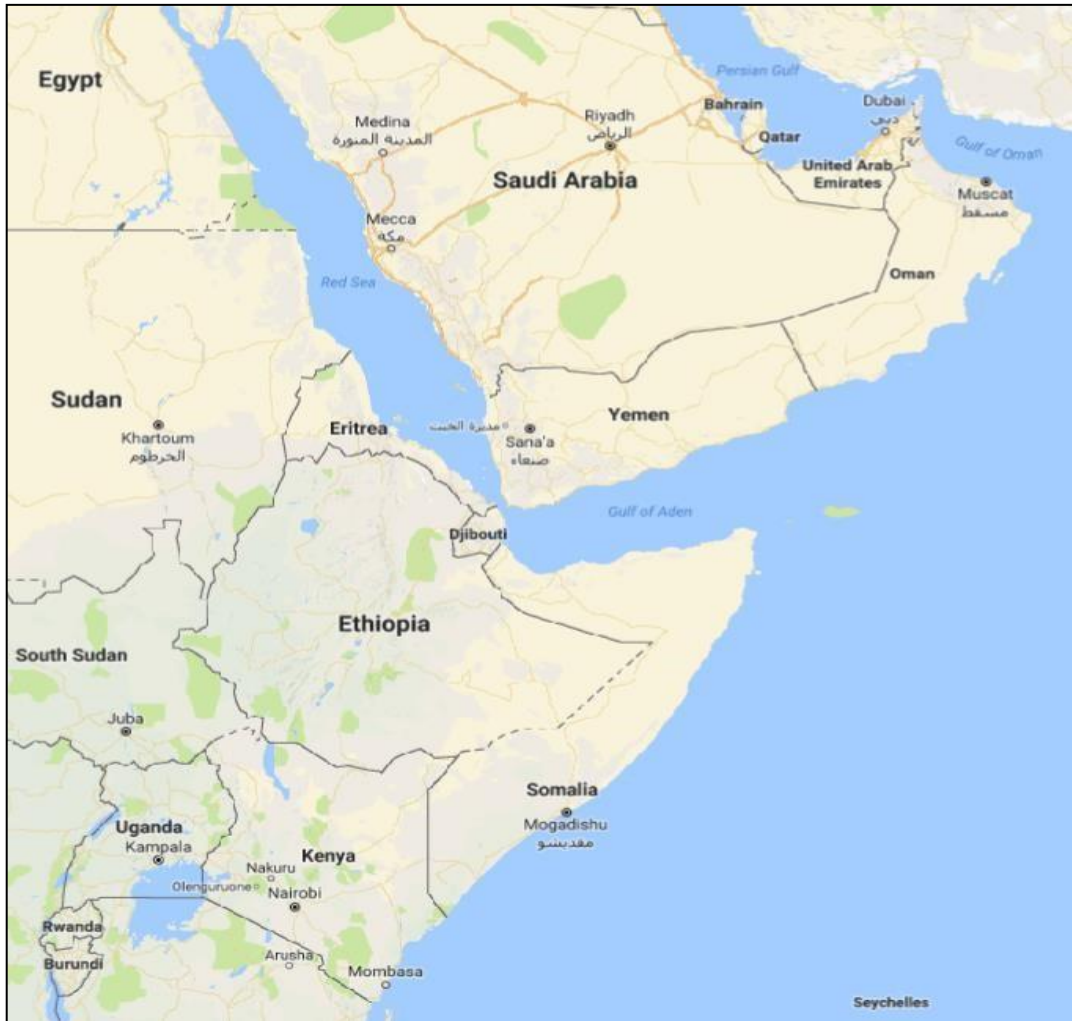 Egypt
Persian Gulf
Medina
المدينة المنورة
Riyadh
الرياض
Bahrain
Qatar
Dubai
دبي
Gulf of Oman
United Arab
Emirates
Saudi Arabia
Muscat
مسقط
Mecca
مكة
Red Sea
Oman
Sudan
Khartoum
الخرطوم
Eritrea
مديرية الخبت
Sana'a
صنعاء
Yemen
Gulf of Aden
Djibouti
Ethiopia
South Sudan
Juba
Somalia
Mogadishu
مقديشو
Uganda
Kampala
Kenya
Nakuru
Olenguruone
Nairobi
Rwanda
Burundi
Arusha
Mombasa
Seychelles